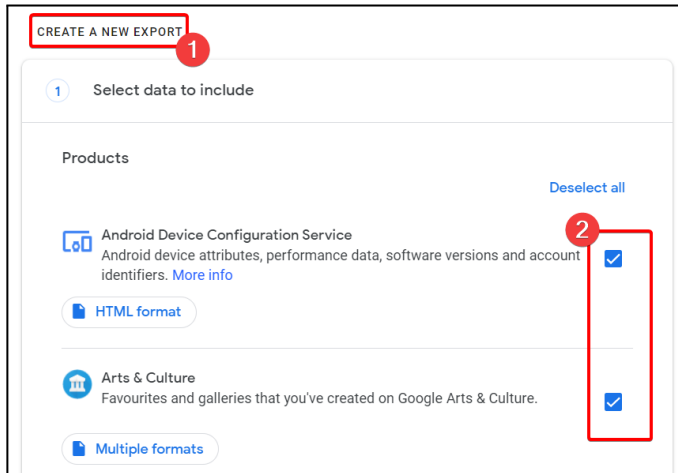 CREATE A NEW EXPORT
1
1 Select data to include
Products
Deselect all
2
Android Device Configuration Service
Android device attributes, performance data, software versions and account
identifiers. More info
HTML format
Arts & Culture
Favourites and galleries that you've created on Google Arts & Culture.
Multiple formats